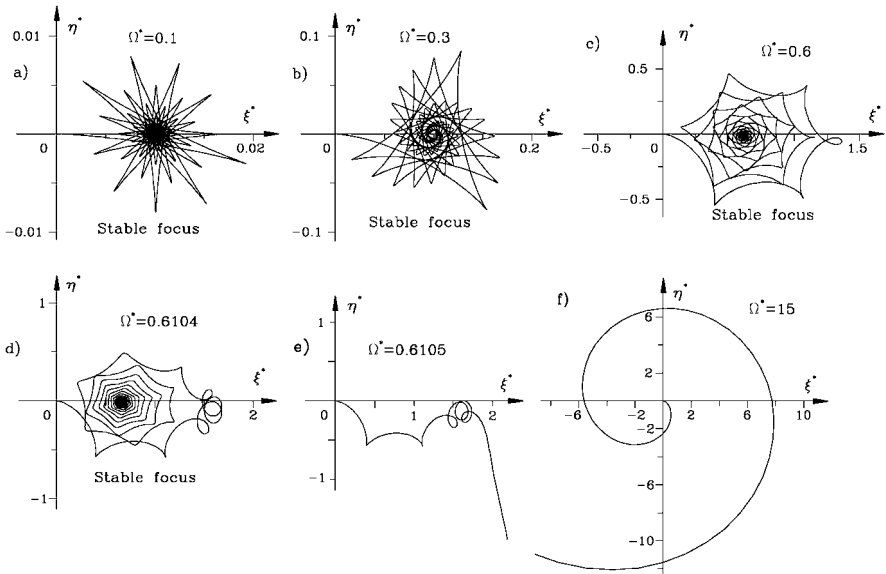 a)
η*
0.01
Ω*=0.1
ξ*
0
0.02
-0.01
Stable focus
b)
η*
0.1
Ω*=0.3
ξ*
0
0.2
-0.1
Stable focus
c)
η*
Ω*=0.6
0.5
ξ*
-0.5
0
1.5
-0.5
Stable focus
d)
η*
1
Ω*=0.6104
ξ*
0
2
-1
Stable focus
e)
η*
1
Ω*=0.6105
ξ*
0
1
2
-1
f)
η*
Ω*=15
6
2
ξ*
-6
-2
2
6
10
-2
-6
-10
-12